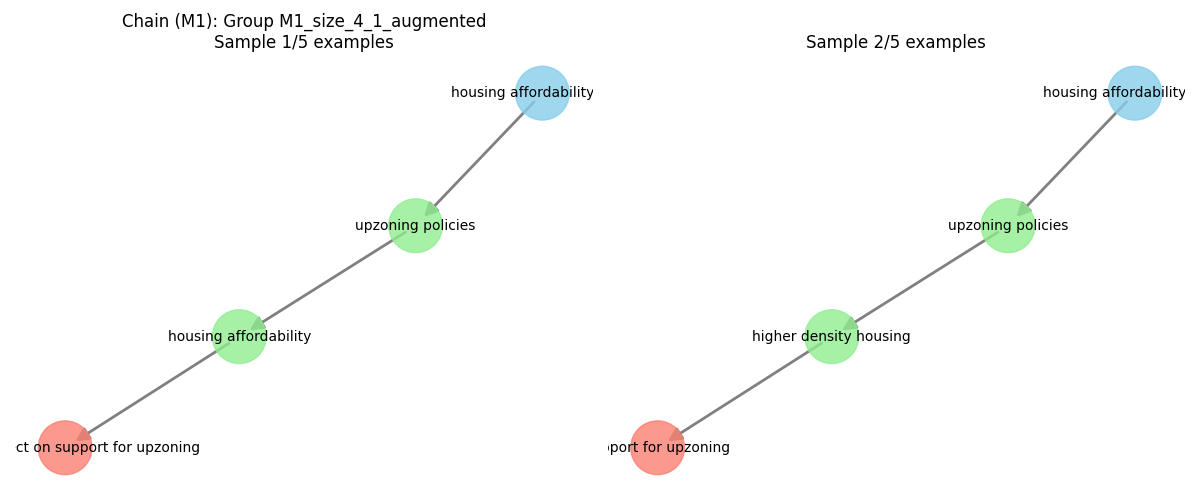 Chain (M1): Group M1_size_4_1_augmented
Sample 1/5 examples
housing affordability
upzoning policies
housing affordability
ct on support for upzoning
Sample 2/5 examples
housing affordability
upzoning policies
higher density housing
port for upzoning